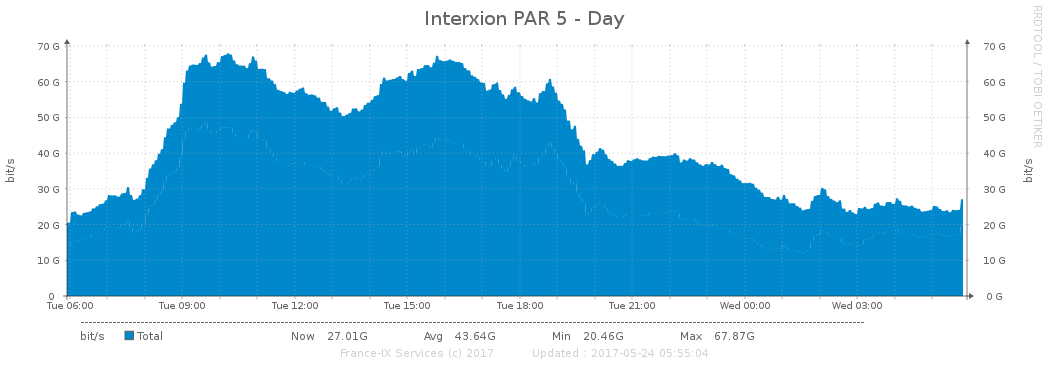 Interxion PAR 5 - Day
RRDTOOL / TOBI OETIKER
bit/s
bit/s
70 G 70 G
60 G 60 G
50 G 50 G
40 G 40 G
30 G 30 G
20 G 20 G
10 G 10 G
0 0 G
Tue 06:00 Tue 09:00 Tue 12:00 Tue 15:00 Tue 18:00 Tue 21:00 Wed 00:00 Wed 03:00
bit/s Total Now 27.01G Avg 43.64G Min 20.46G Max 67.87G
France-IX Services (c) 2017 Updated : 2017-05-24 05:55:04